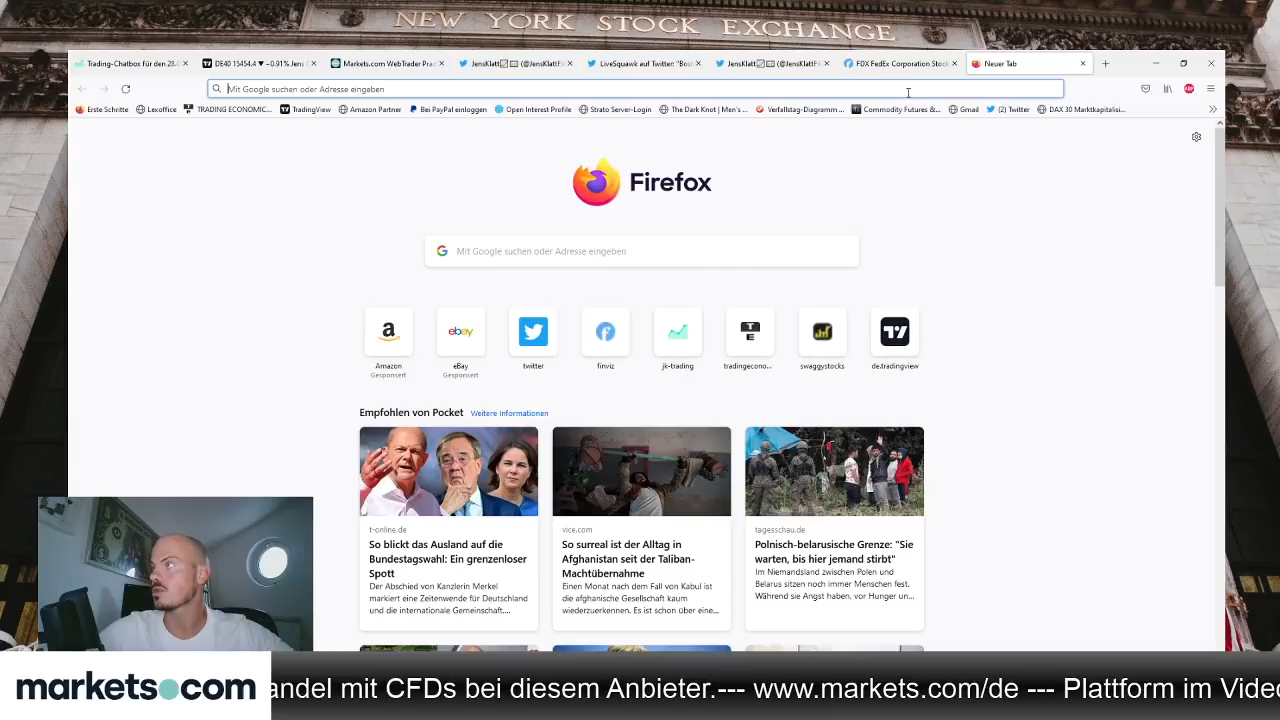 NEW YORK STOCK EXCHANGE
Trading-Chatbox für den 28.0
DE40 15454.4 ▼ −0.91% Jens
Markets.com WebTrader Prac
JensKlatt
(@JensKlattF
LiveSquawk auf Twitter: "Bost
JensKlatt
(@JensKlattF
FDX FedEx Corporation Stock
Neuer Tab
Mit Google suchen oder Adresse eingeben
Erste Schritte
Lexoffice
TRADING ECONOMIC...
TradingView
Amazon Partner
Bei PayPal einloggen
Open Interest Profile
Strato Server-Login
The Dark Knot | Men's ...
Verfallstag-Diagramm ...
Commodity Futures &...
Gmail
(2) Twitter
DAX 30 Marktkapitalisi...
Firefox
Mit Google suchen oder Adresse eingeben
Amazon
Gesponsert
ebay
eBay
Gesponsert
twitter
finviz
jk-trading
tradingecono...
swaggystocks
de.tradingview
Empfohlen von Pocket Weitere Informationen
t-online.de
So blickt das Ausland auf die
Bundestagswahl: Ein grenzenloser
Spott
Der Abschied von Kanzlerin Merkel
markiert eine Zeitenwende für Deutschland
und die internationale Gemeinschaft....
vice.com
So surreal ist der Alltag in
Afghanistan seit der Taliban-
Machtübernahme
Einen Monat nach dem Fall von Kabul ist
die afghanische Gesellschaft kaum
wiederzuerkennen. Es ist schon über eine...
tagesschau.de
Polnisch-belarusische Grenze: "Sie
warten, bis hier jemand stirbt"
Im Niemandsland zwischen Polen und
Belarus sitzen noch immer Menschen fest.
Während sie Angst haben, vor Hunger un...
markets.com
andel mit CFDs bei diesem Anbieter.--- www.markets.com/de --- Plattform im Video